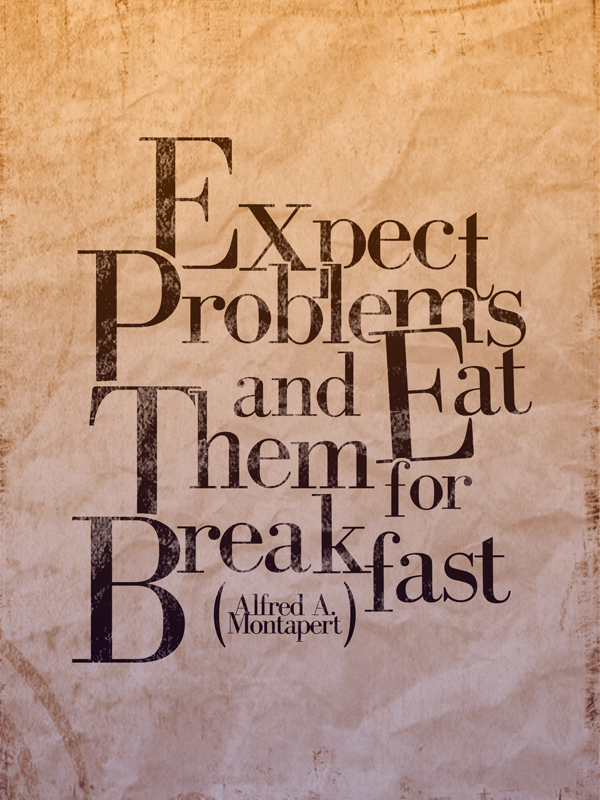 Expect
Problems
and Eat
Them for
Breakfast
(Alfred A.
Montapert)